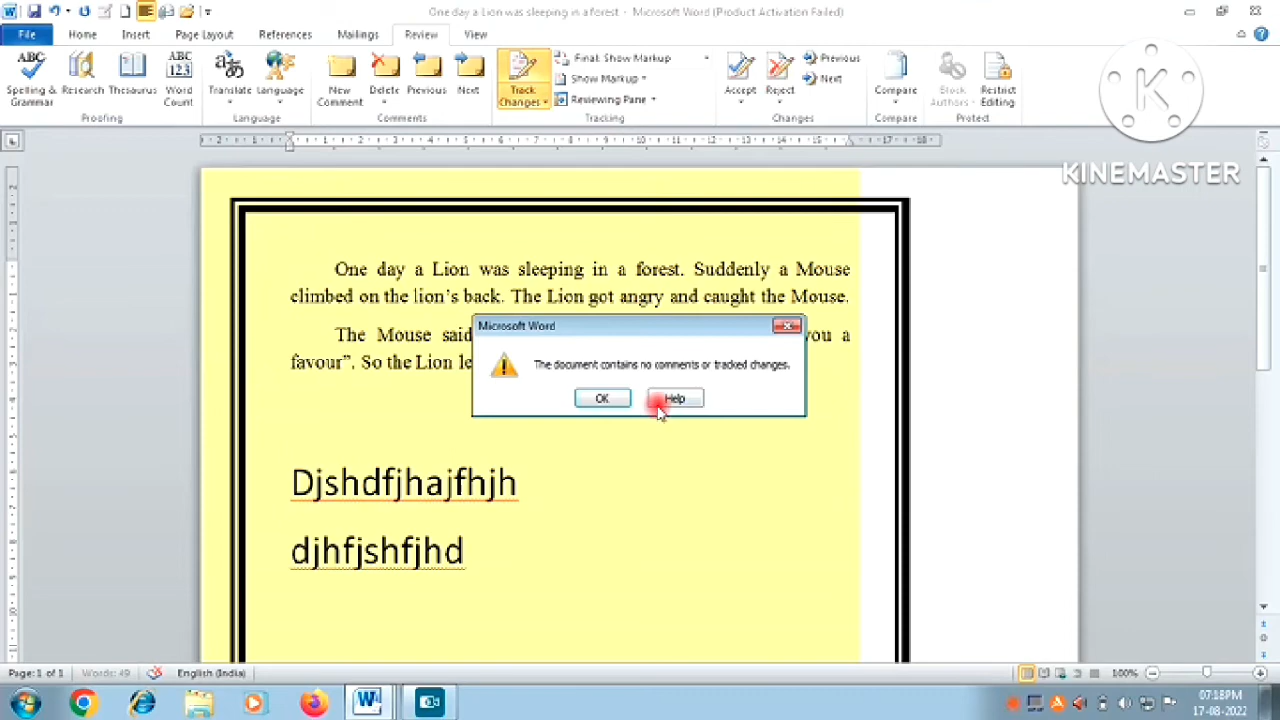 One day a Lion was sleeping in a forest - Microsoft Word (Product Activation Failed)
File Home Insert Page Layout References Mailings Review View
Spelling & Grammar
Research
Thesaurus
Word Count
Translate
Language
New Comment
Delete
Previous
Next
Track Changes
Final: Show Markup
Show Markup
Reviewing Pane
Accept
Reject
Previous
Next
Compare
Block Authors
Restrict Editing
Proofing Language Comments Tracking Changes Compare Protect
K
KINEMASTER
One day a Lion was sleeping in a forest. Suddenly a Mouse
climbed on the lion’s back. The Lion got angry and caught the Mouse.
The Mouse said you a
favour”. So the Lion le
Microsoft Word
The document contains no comments or tracked changes.
OK Help
Djshdfjhajfhjh
djhfjshfjhd
Page: 1 of 1 Words: 49 English (India) 100%
07:18PM
17-08-2022